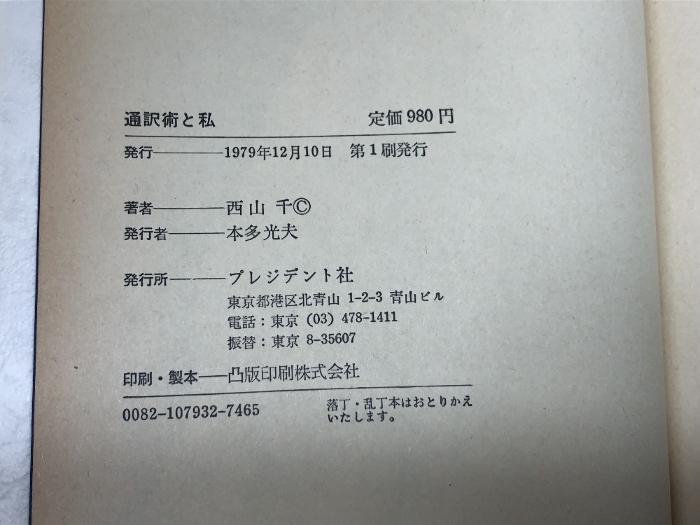 通訳術と私 定価980円
発行――1979年12月10日 第1刷発行
著者――西山 千©
発行者――本多光夫
発行所――プレジデント社
東京都港区北青山 1-2-3 青山ビル
電話：東京 (03) 478-1411
振替：東京 8-35607
印刷・製本――凸版印刷株式会社
0082-107932-7465 落丁・乱丁本はおとりかえ
いたします。